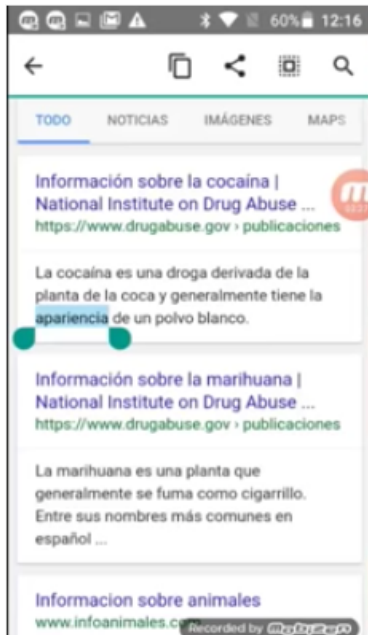 60% 12:16
TODO NOTICIAS IMÁGENES MAPS
Información sobre la cocaína |
National Institute on Drug Abuse ...
https://www.drugabuse.gov › publicaciones
La cocaína es una droga derivada de la
planta de la coca y generalmente tiene la
apariencia de un polvo blanco.
Información sobre la marihuana |
National Institute on Drug Abuse ...
https://www.drugabuse.gov › publicaciones
La marihuana es una planta que
generalmente se fuma como cigarrillo.
Entre sus nombres más comunes en
español ...
Informacion sobre animales
www.infoanimales.co
Recorded by mobizen